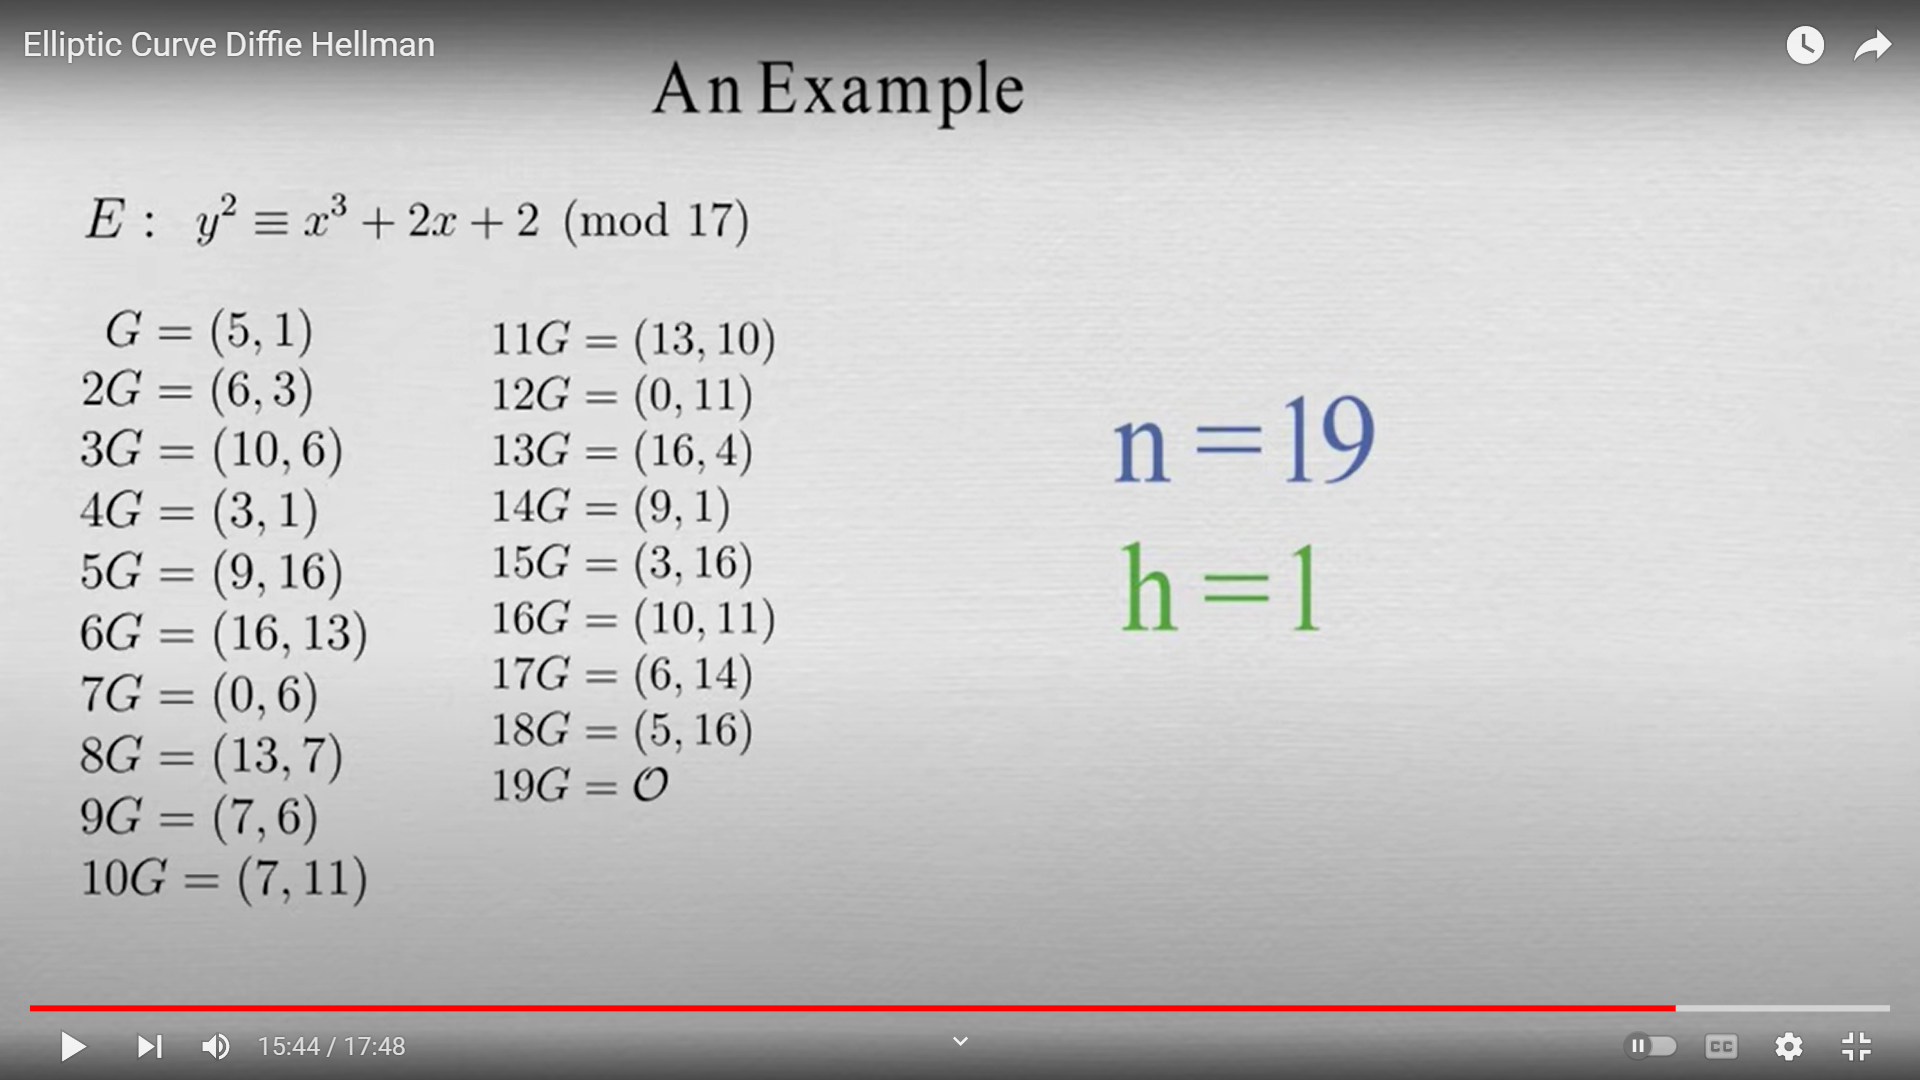 Elliptic Curve Diffie Hellman
An Example
E : y² ≡ x³ + 2x + 2 (mod 17)
G = (5, 1)
2G = (6, 3)
3G = (10, 6)
4G = (3, 1)
5G = (9, 16)
6G = (16, 13)
7G = (0, 6)
8G = (13, 7)
9G = (7, 6)
10G = (7, 11)
11G = (13, 10)
12G = (0, 11)
13G = (16, 4)
14G = (9, 1)
15G = (3, 16)
16G = (10, 11)
17G = (6, 14)
18G = (5, 16)
19G = 𝒪
n = 19
h = 1
15:44 / 17:48
CC